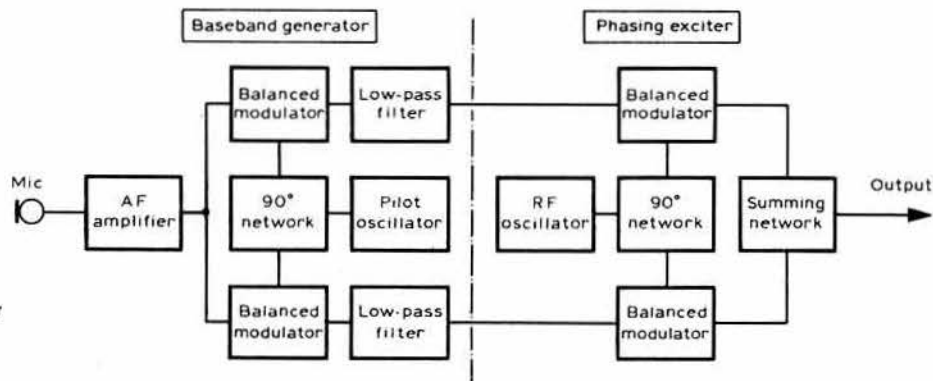 Baseband generator
Phasing exciter
Balanced
modulator
Low-pass
filter
Balanced
modulator
Mic
AF
amplifier
90°
network
Pilot
oscillator
RF
oscillator
90°
network
Summing
network
Output
Balanced
modulator
Low-pass
filter
Balanced
modulator